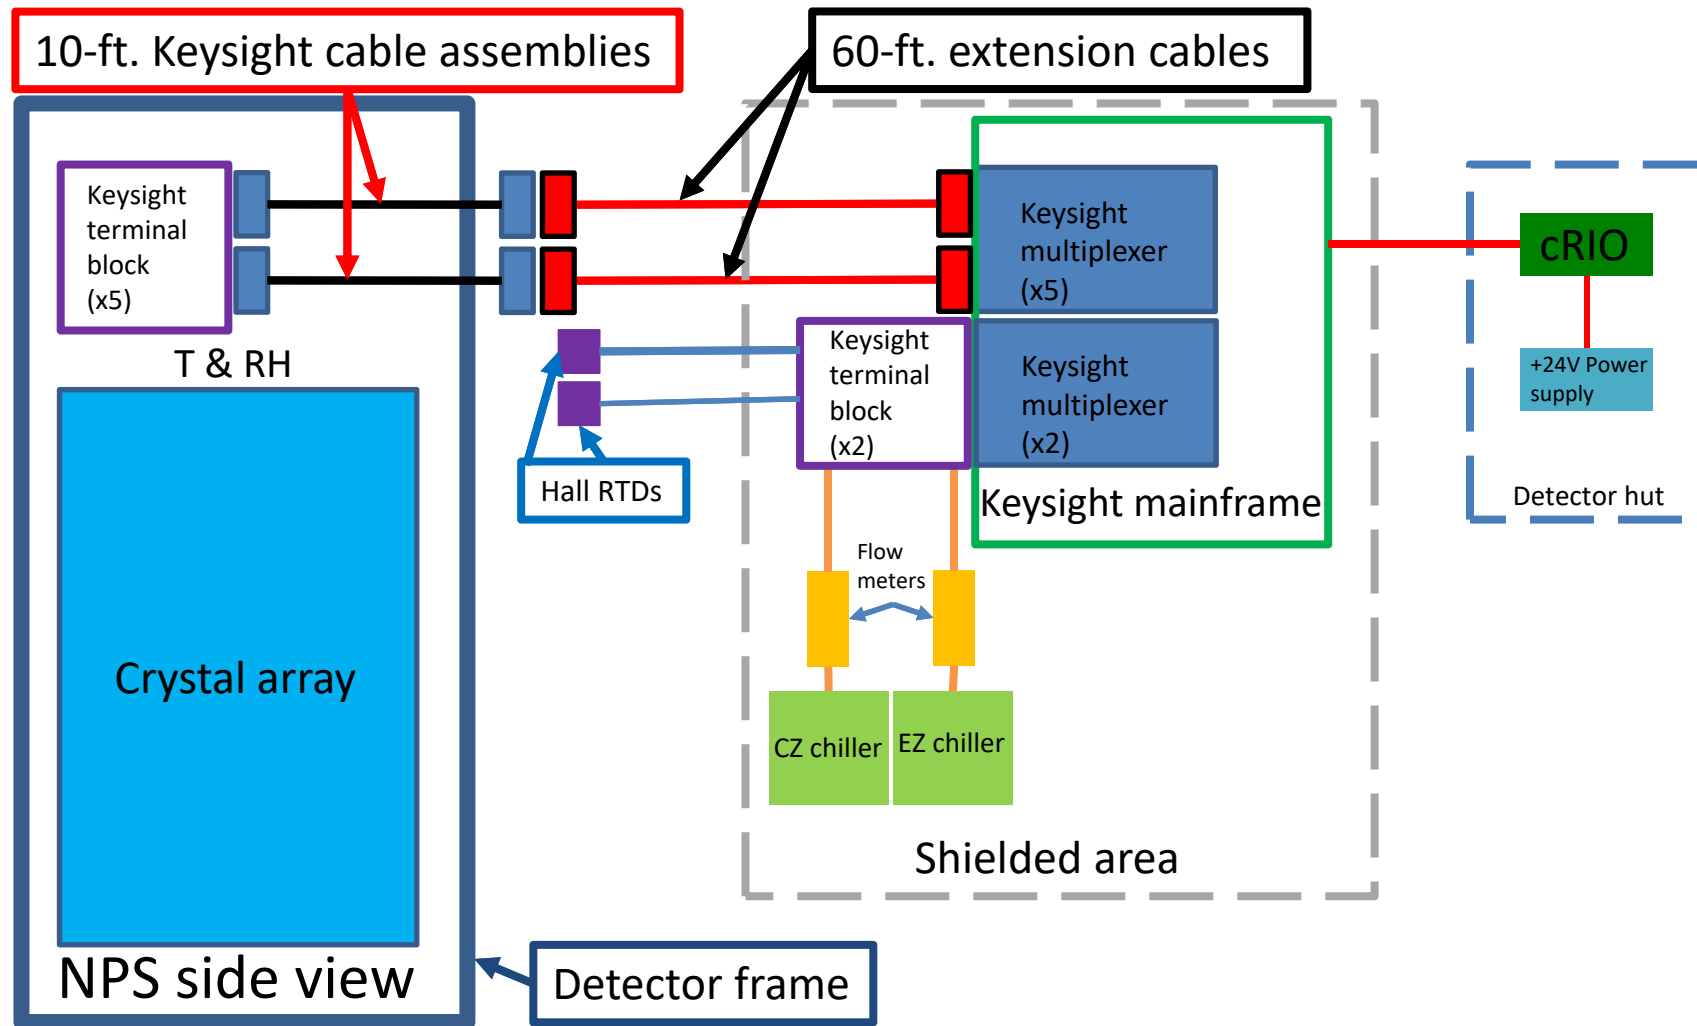 10-ft. Keysight cable assemblies
60-ft. extension cables
Keysight
terminal
block
(x5)
T & RH
Crystal array
NPS side view
Detector frame
Hall RTDs
Keysight
multiplexer
(x5)
Keysight
terminal
block
(x2)
Keysight
multiplexer
(x2)
Keysight mainframe
Flow
meters
CZ chiller
EZ chiller
Shielded area
cRIO
+24V Power
supply
Detector hut